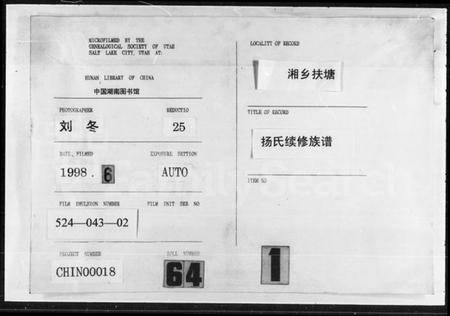 MICROFILMED BY THE
GENEALOGICAL SOCIETY OF UTAH
SALT LAKE CITY, UTAH AT:
HUNAN LIBRARY OF CHINA
中国湖南图书馆
PHOTOGRAPHER REDUCTIO
刘 冬 25
DATE, FILMED EXPOSURE SETTION
1998. 6 AUTO
FILM EMULSION NUMBER FILM UNIT SER NO
524—043—02
PROJECT NUMBER ROLL NUMBER
CHIN00018 64
LOCALITY OF RECORD
湘乡扶塘
TITLE OF RECORD
扬氏续修族谱
ITEM NO
1